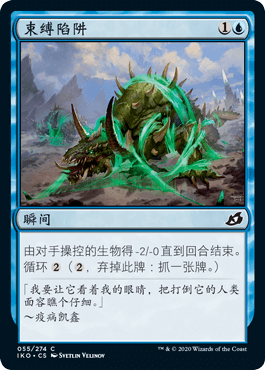 束缚陷阱 1
瞬间
由对手操控的生物得-2/-0直到回合结束。
循环 2（2，弃掉此牌：抓一张牌。）
「我要让它看着我的眼睛，把打倒它的人类
面容瞧个仔细。」
～疫病凯鑫
055/274 C
IKO • CS SVETLIN VELINOV
™ & © 2020 Wizards of the Coast